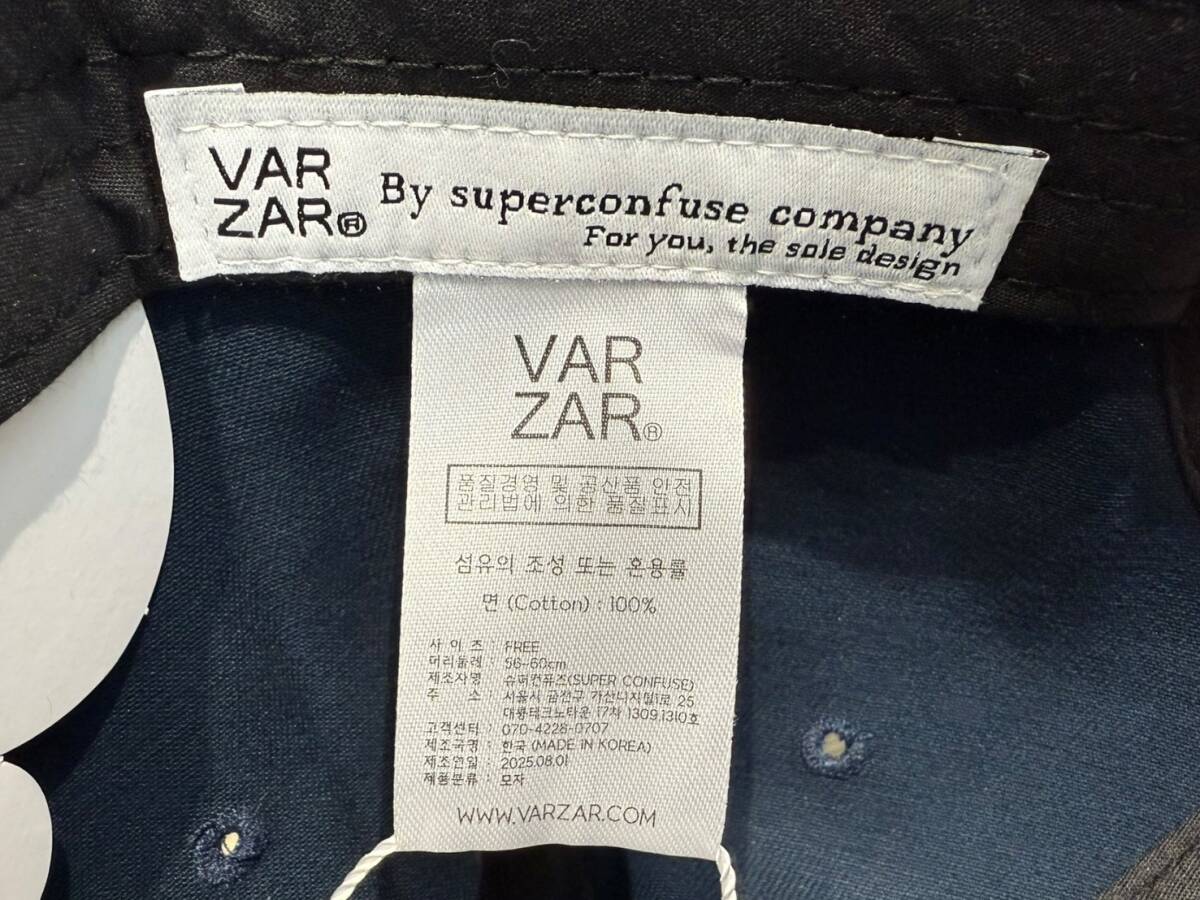 VAR
ZAR®
By superconfuse company
For you, the sole design
VAR
ZAR®
품질경영 및 공산품 안전
관리법에 의한 품질표시
섬유의 조성 또는 혼용률
면 (Cotton) : 100%
사 이 즈 : FREE
머리둘레 : 56~60cm
제조자명 : 슈퍼컨퓨즈(SUPER CONFUSE)
주 소 : 서울시 금천구 가산디지털1로 25
대륭테크노타운 17차 1309,1310호
고객센터 : 070-4228-0707
제조국명 : 한국 (MADE IN KOREA)
제조연월 : 2025.08.01
제품분류 : 모자
WWW.VARZAR.COM